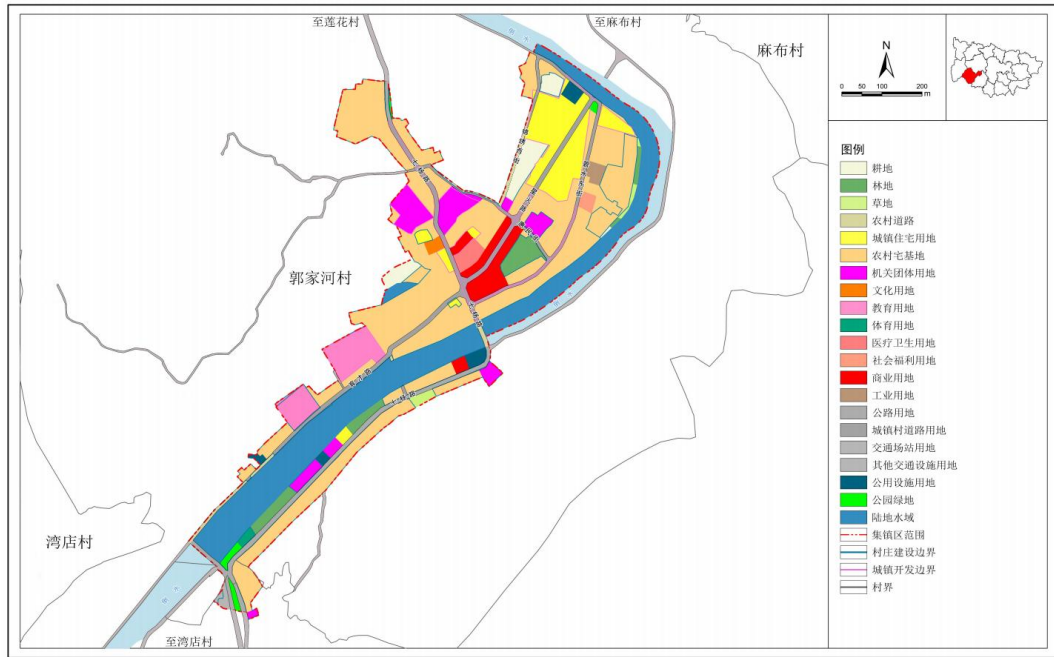 至莲花村
至麻布村
麻布村
N
0 50 100 200
m
郭家河村
湾店村
至湾店村
图例
耕地
林地
草地
农村道路
城镇住宅用地
农村宅基地
机关团体用地
文化用地
教育用地
体育用地
医疗卫生用地
社会福利用地
商业用地
工业用地
公路用地
城镇村道路用地
交通场站用地
其他交通设施用地
公用设施用地
公园绿地
陆地水域
集镇区范围
村庄建设边界
城镇开发边界
村界